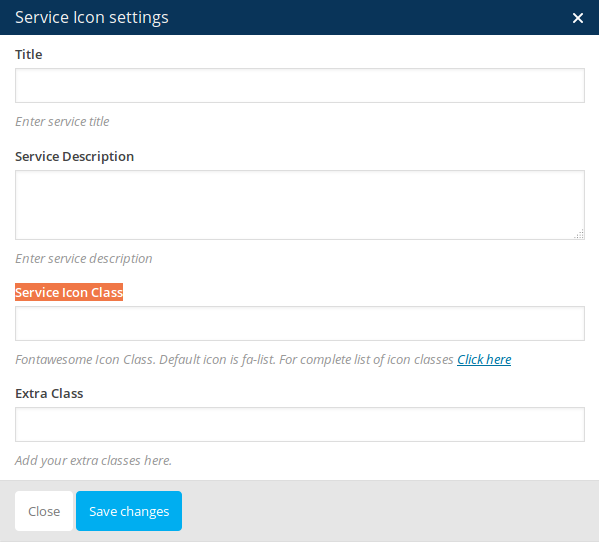 Service Icon settings
Title
Enter service title
Service Description
Enter service description
Service Icon Class
Fontawesome Icon Class. Default icon is fa-list. For complete list of icon classes Click here
Extra Class
Add your extra classes here.
Close Save changes